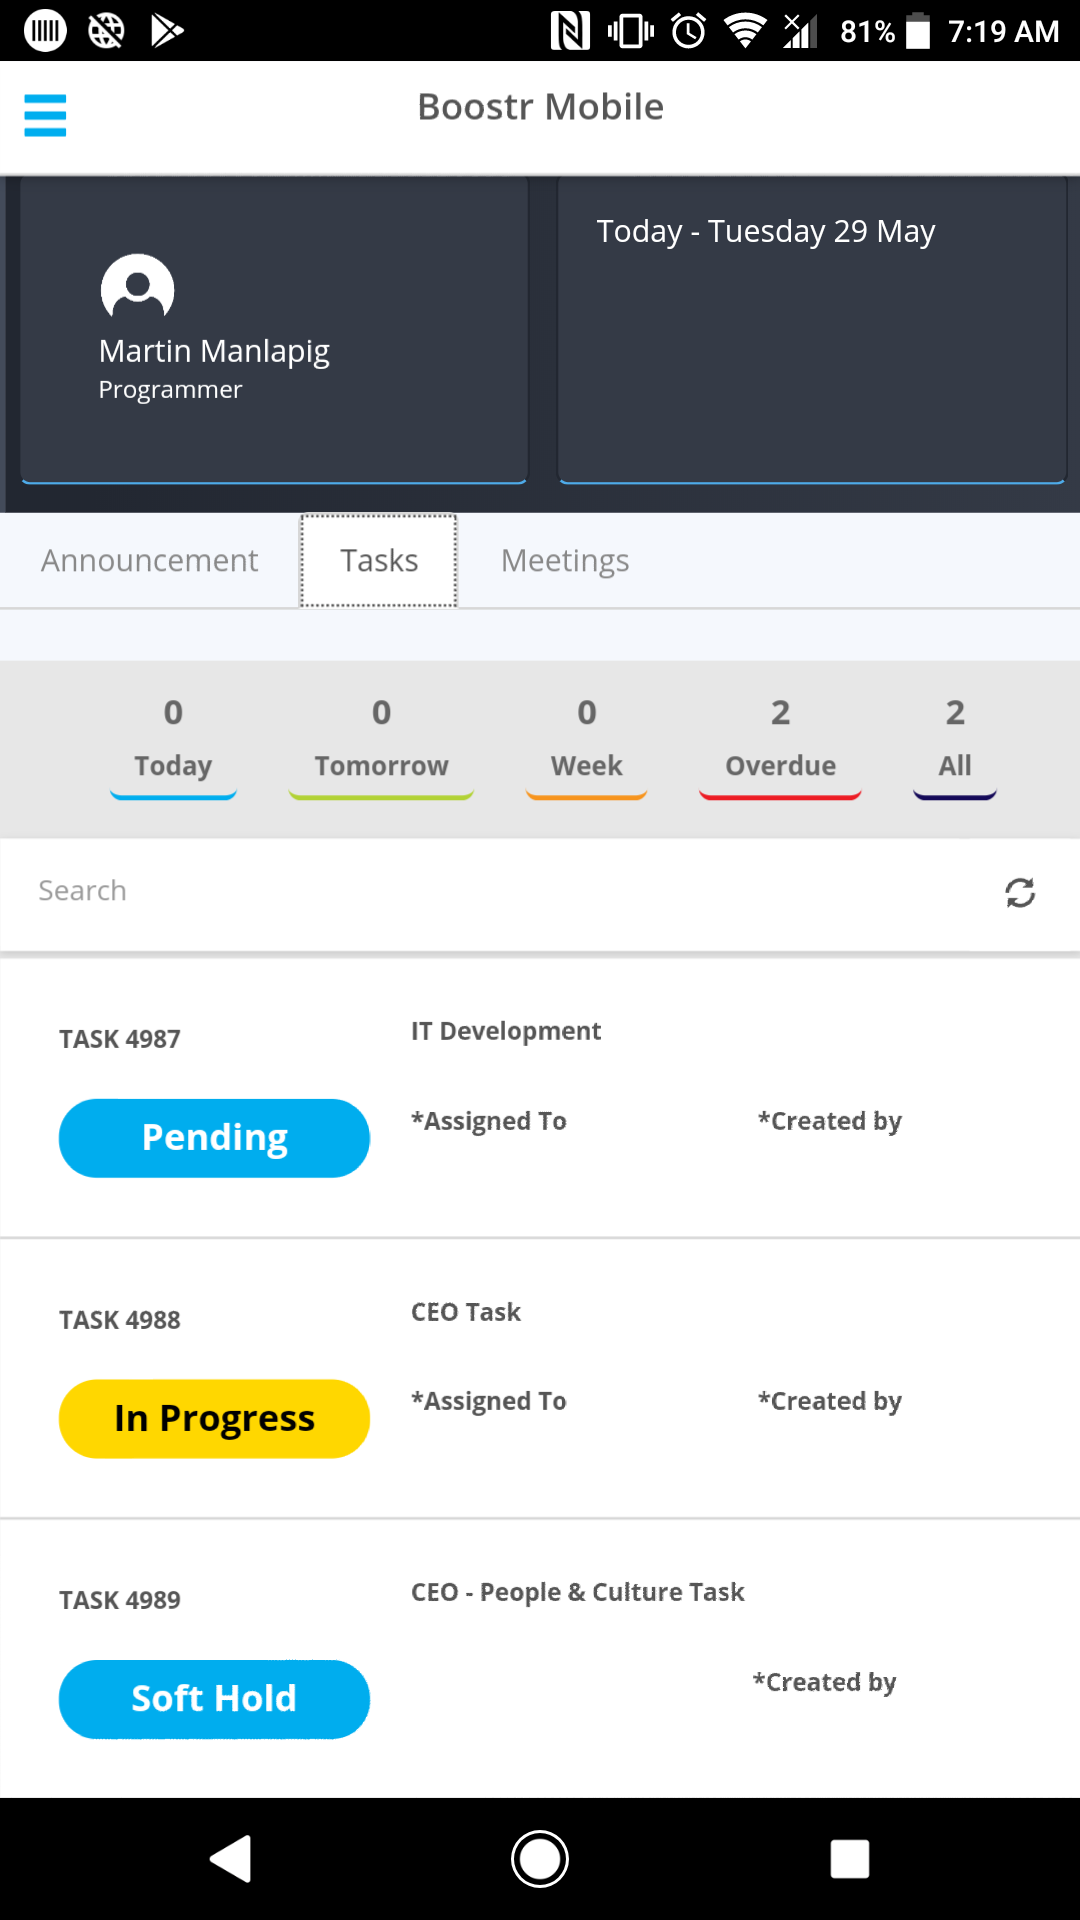 81% 7:19 AM
Boostr Mobile
Today - Tuesday 29 May
Martin Manlapig
Programmer
Announcement Tasks Meetings
0 0 0 2 2
Today Tomorrow Week Overdue All
Search
IT Development
TASK 4987
*Assigned To *Created by
Pending
CEO Task
TASK 4988
*Assigned To *Created by
In Progress
CEO - People & Culture Task
TASK 4989
*Created by
Soft Hold